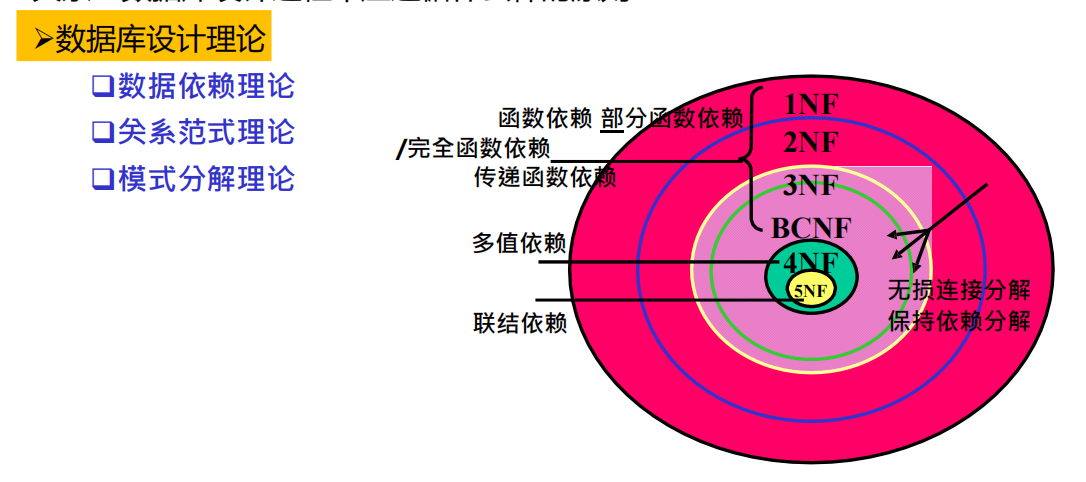 ➢数据库设计理论
❑数据依赖理论
❑关系范式理论
❑模式分解理论
函数依赖 部分函数依赖
/完全函数依赖
传递函数依赖
多值依赖
联结依赖
1NF
2NF
3NF
BCNF
4NF
5NF
无损连接分解
保持依赖分解